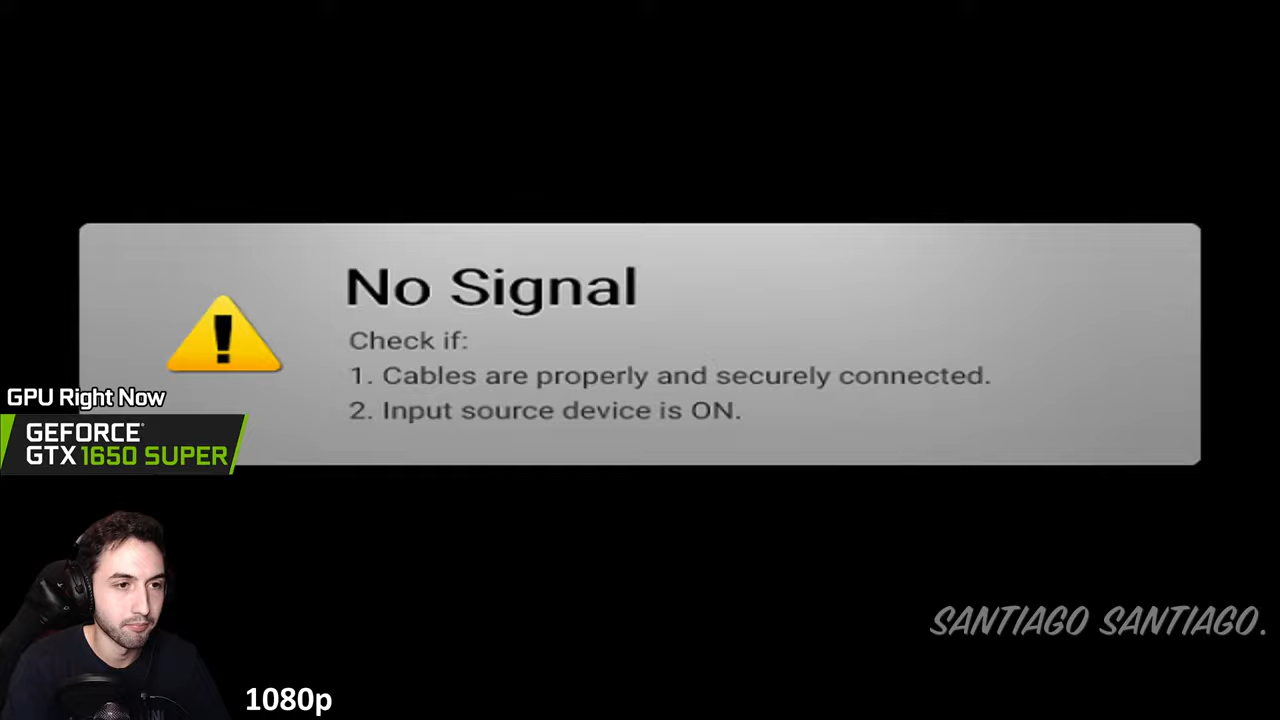 No Signal
Check if:
1. Cables are properly and securely connected.
2. Input source device is ON.
GPU Right Now
GEFORCE
GTX 1650 SUPER
SANTIAGO SANTIAGO.
1080p